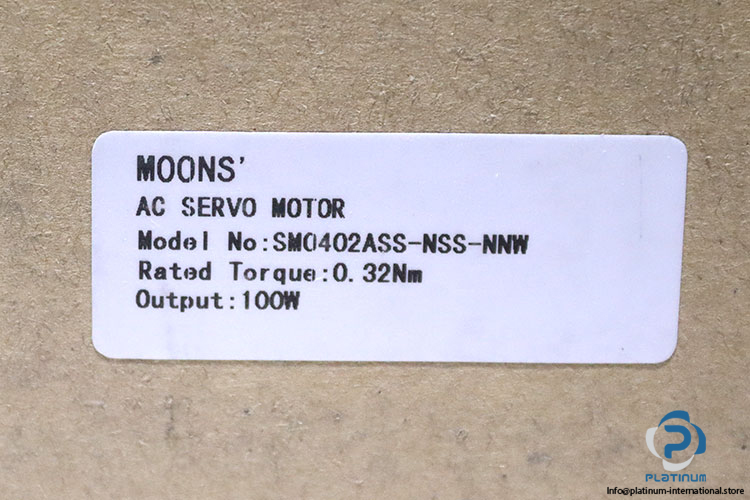 MOONS'
AC SERVO MOTOR
Model No:SM0402ASS-NSS-NNW
Rated Torque:0.32Nm
Output:100W
PLATINUM
Info@platinum-international.store